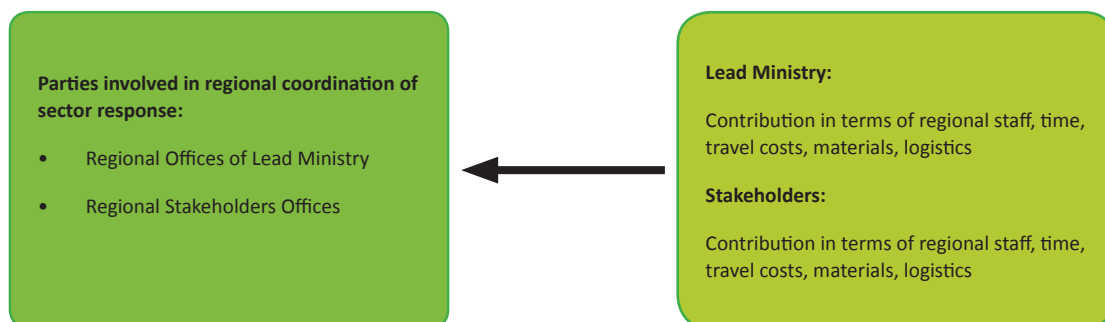 Parties involved in regional coordination of
sector response:
• Regional Offices of Lead Ministry
• Regional Stakeholders Offices
Lead Ministry:
Contribution in terms of regional staff, time,
travel costs, materials, logistics
Stakeholders:
Contribution in terms of regional staff, time,
travel costs, materials, logistics